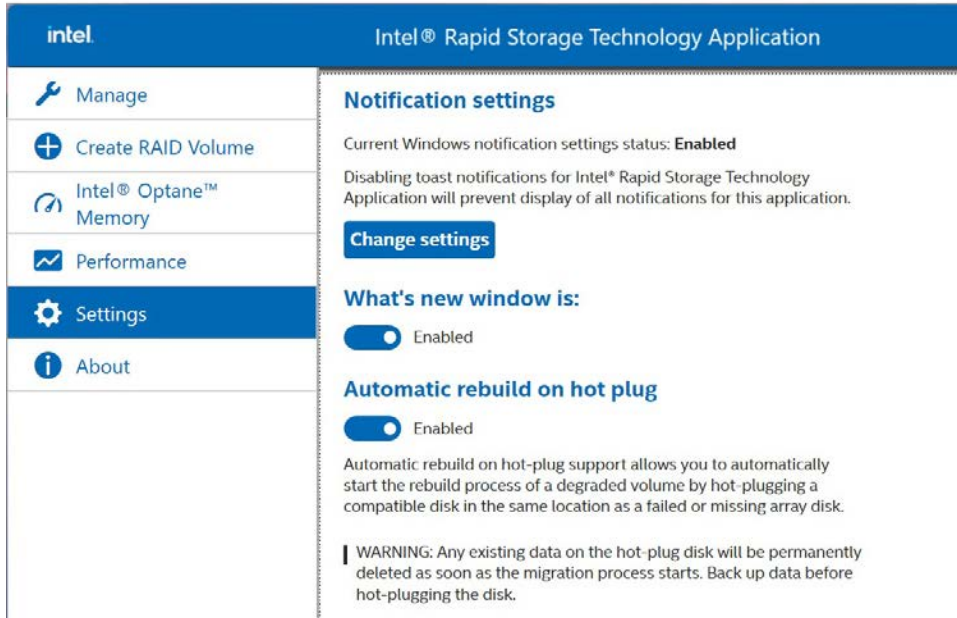 intel.
Intel® Rapid Storage Technology Application
Manage
Create RAID Volume
Intel® Optane™
Memory
Performance
Settings
About
Notification settings
Current Windows notification settings status: Enabled
Disabling toast notifications for Intel® Rapid Storage Technology
Application will prevent display of all notifications for this application.
Change settings
What's new window is:
Enabled
Automatic rebuild on hot plug
Enabled
Automatic rebuild on hot-plug support allows you to automatically
start the rebuild process of a degraded volume by hot-plugging a
compatible disk in the same location as a failed or missing array disk.
WARNING: Any existing data on the hot-plug disk will be permanently
deleted as soon as the migration process starts. Back up data before
hot-plugging the disk.